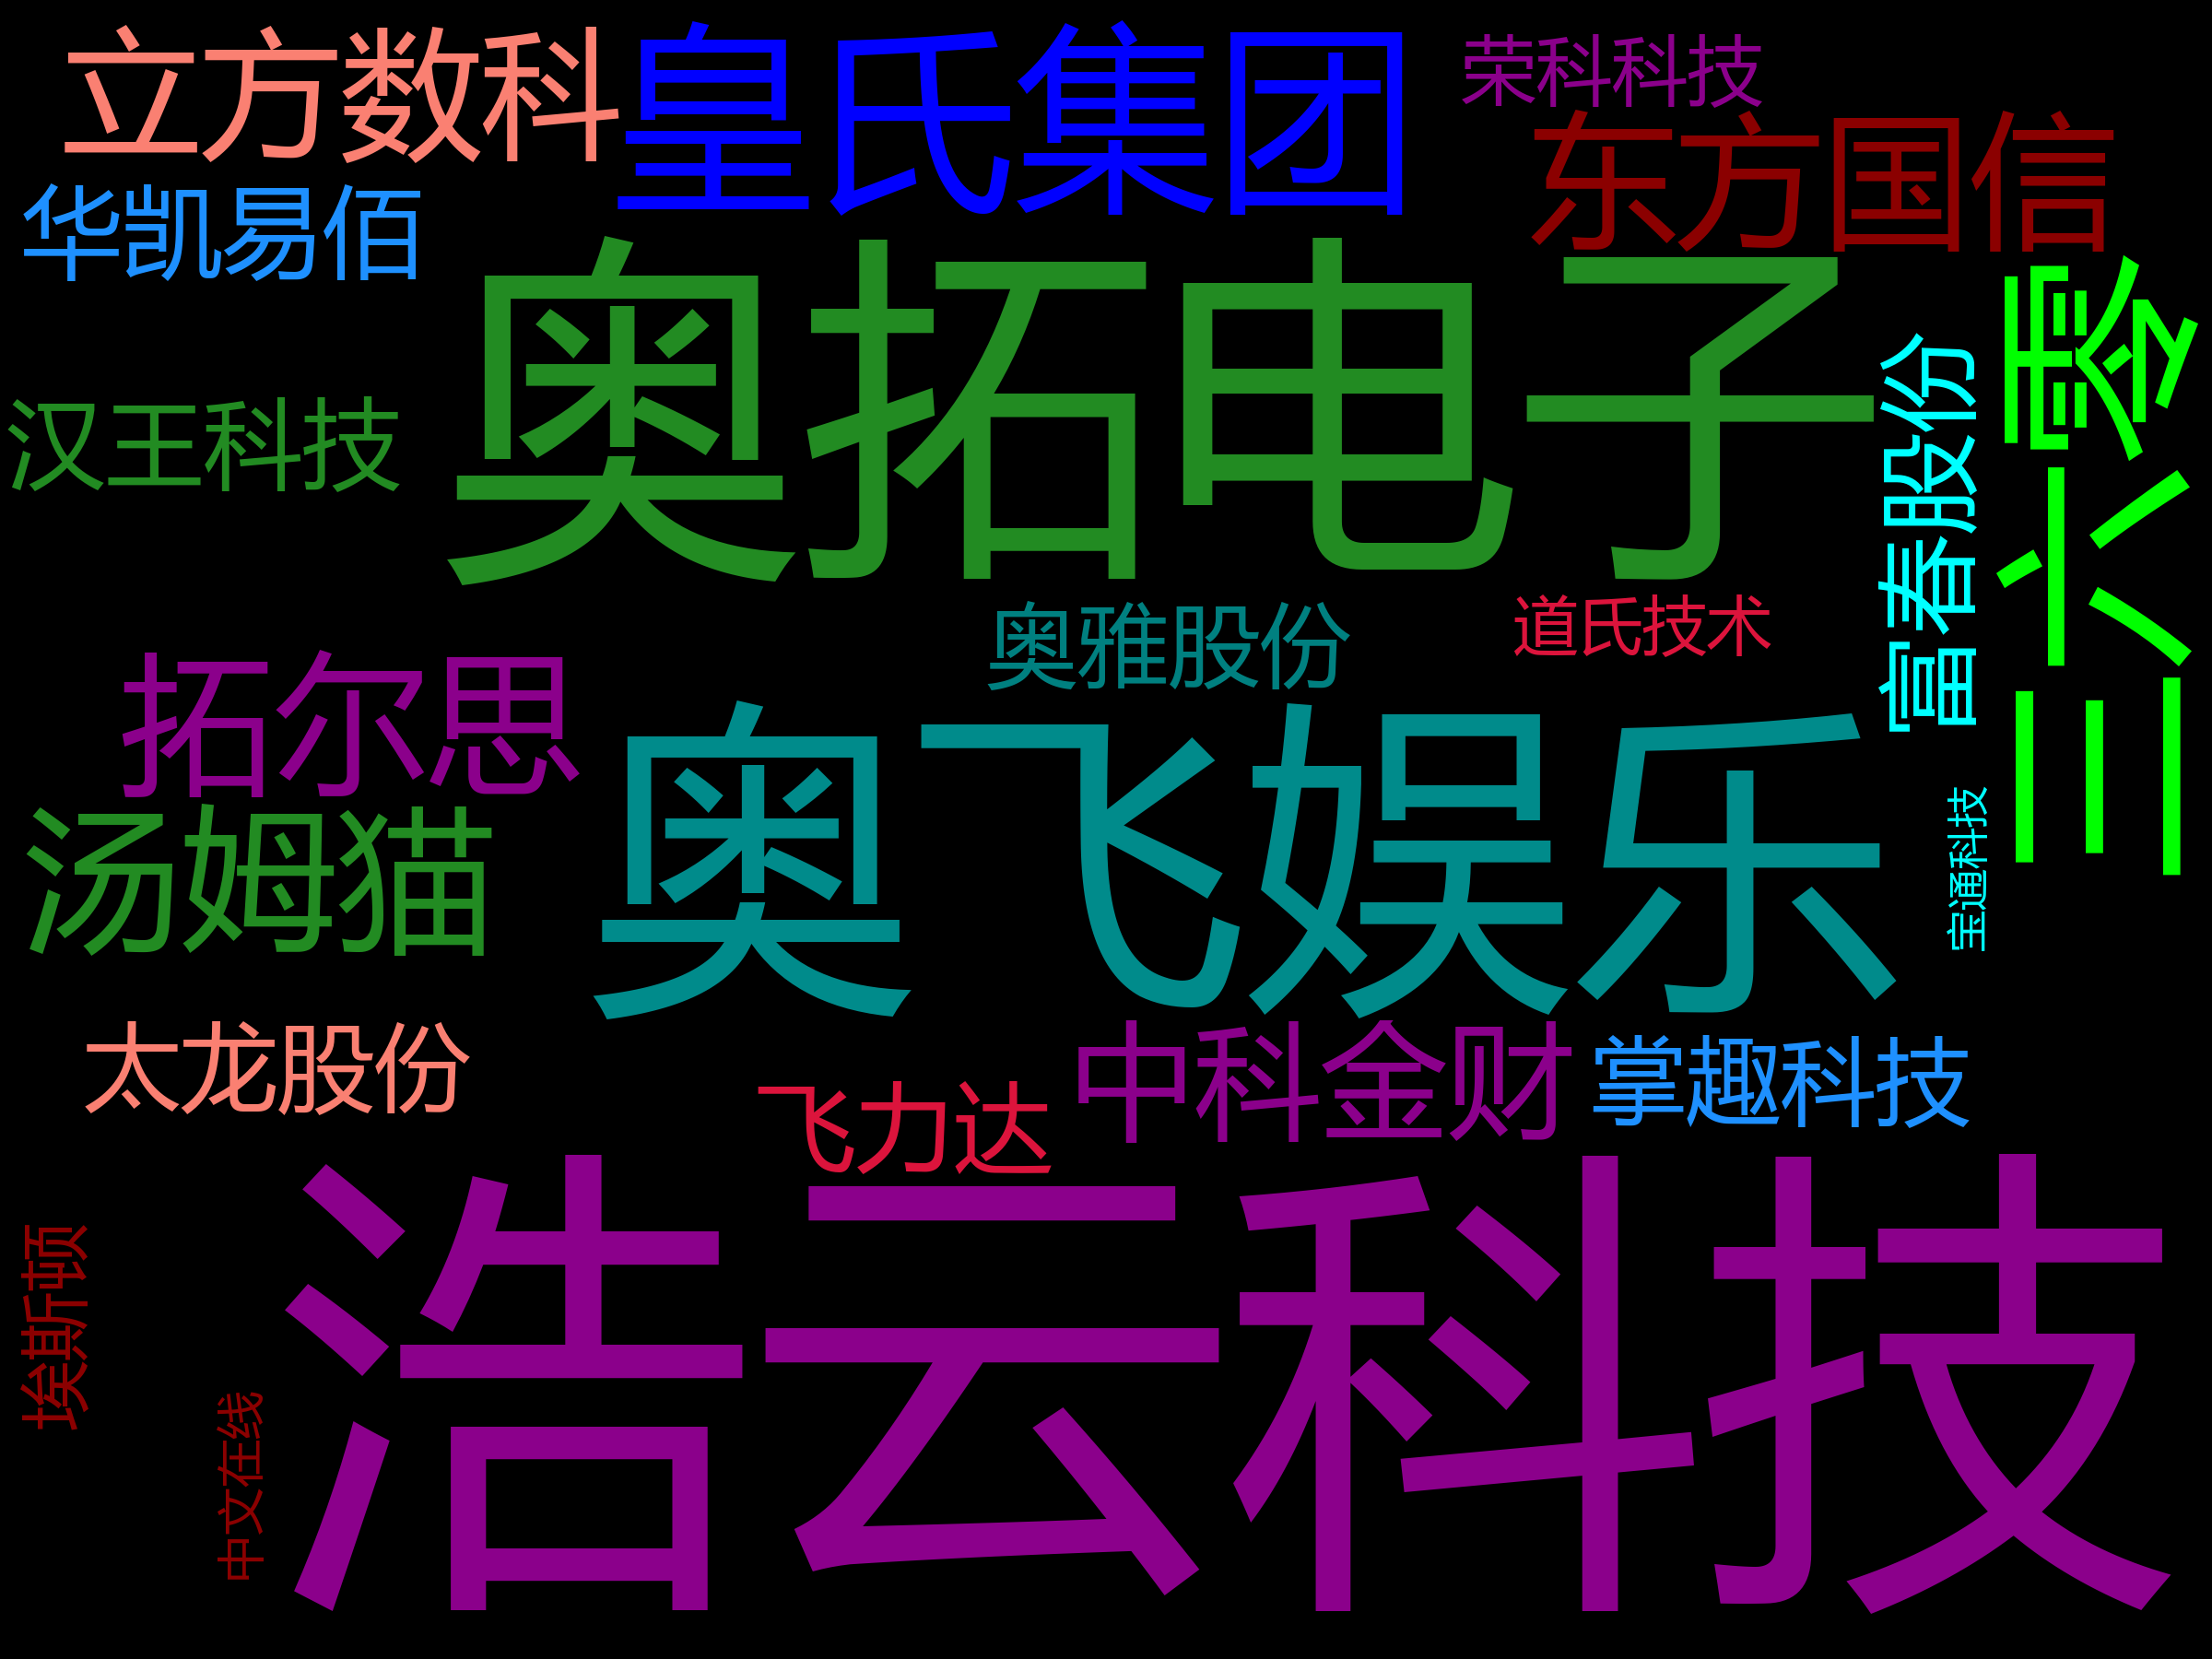 立方数科
皇氏集团
荣科科技
东方国信
华凯易佰
奥拓电子
三六零
富春股份
汉王科技
奥雅股份
道氏技术
拓尔思
奥飞娱乐
宝通科技
汤姆猫
太龙股份
飞力达
中科金财
掌趣科技
浩云科技
埃斯顿
中文在线